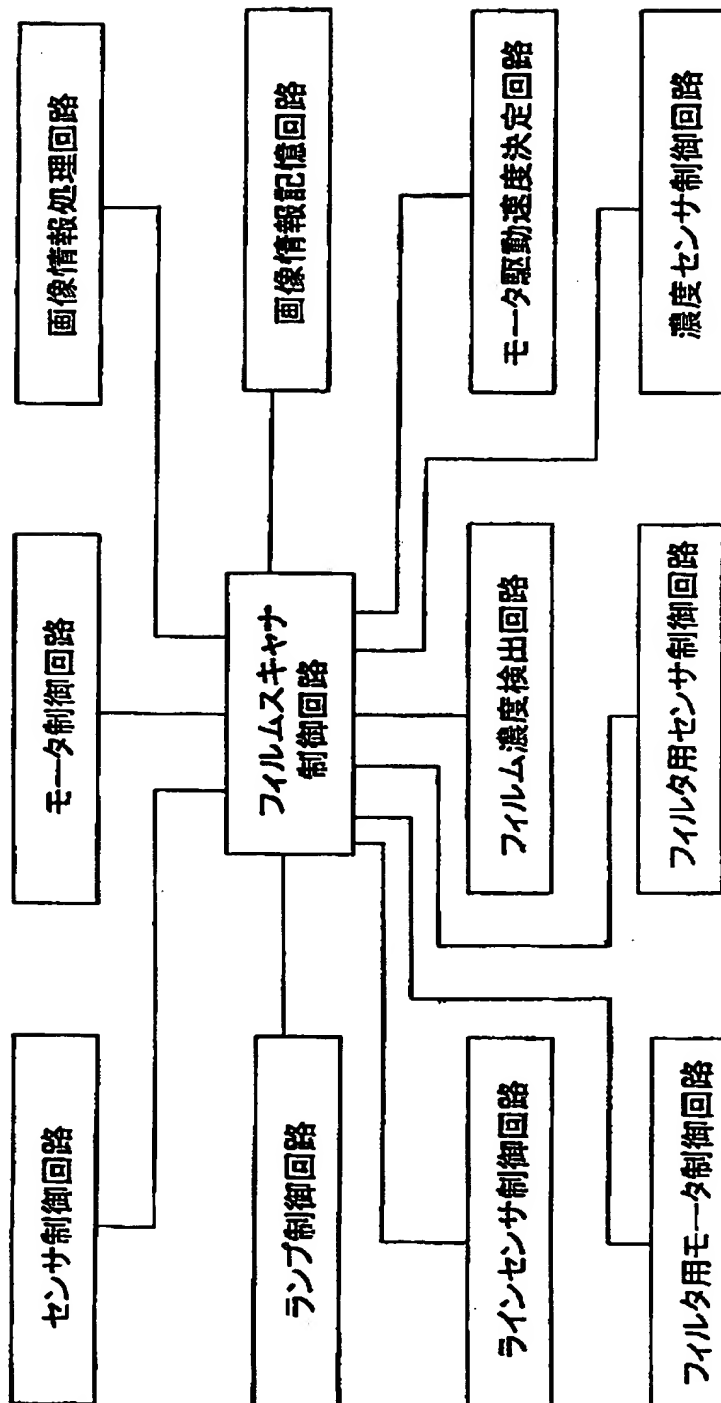 センサ制御回路
モータ制御回路
画像情報処理回路
ランプ制御回路
フィルムスキャナ
制御回路
画像情報記憶回路
ラインセンサ制御回路
フィルム濃度検出回路
モータ駆動速度決定回路
フィルタ用モータ制御回路
フィルタ用センサ制御回路
濃度センサ制御回路